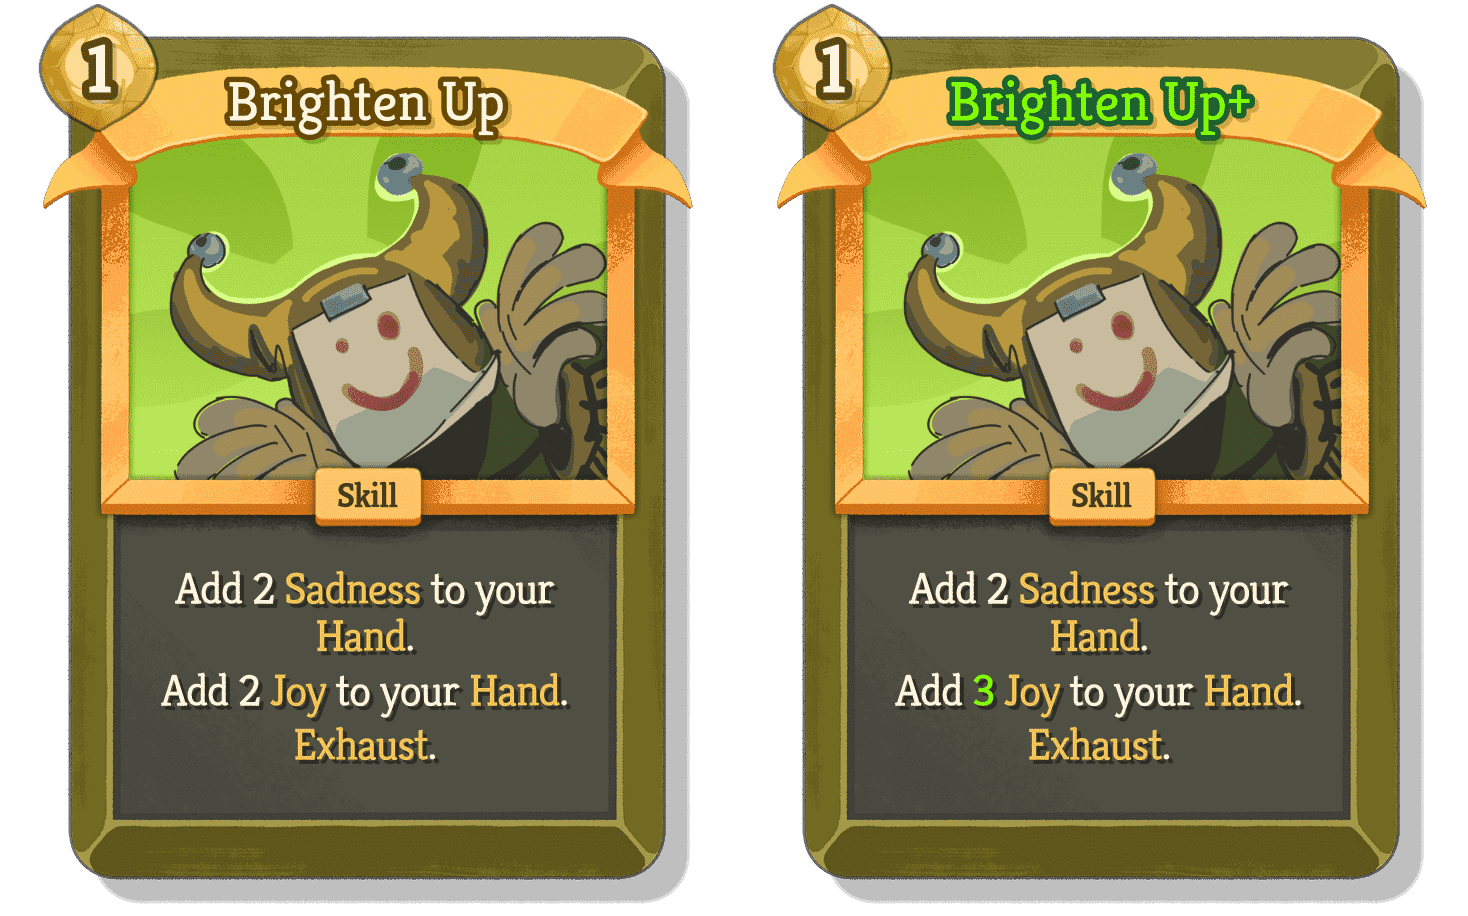 1
Brighten Up
Skill
Add 2 Sadness to your
Hand.
Add 2 Joy to your Hand.
Exhaust.
1
Brighten Up+
Skill
Add 2 Sadness to your
Hand.
Add 3 Joy to your Hand.
Exhaust.